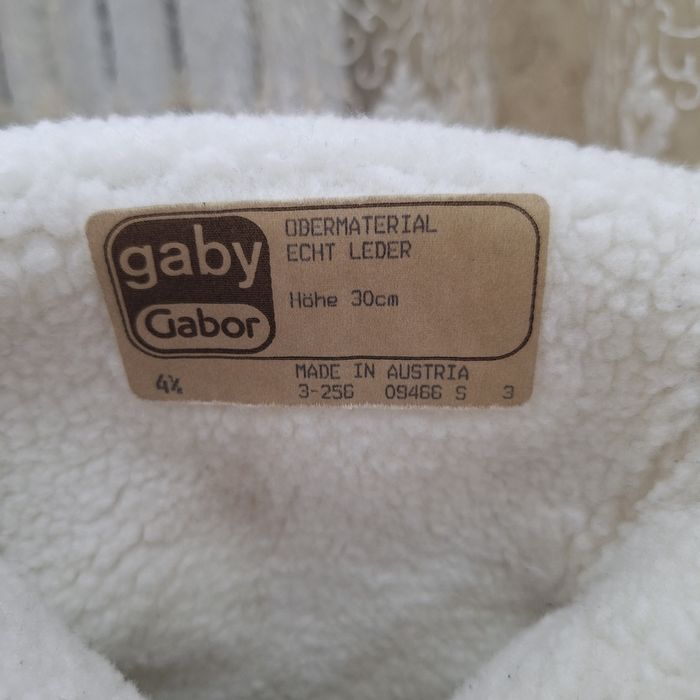 gaby
Gabor
OBERMATERIAL
ECHT LEDER
Höhe 30cm
MADE IN AUSTRIA
4½ 3-256 09466 S 3